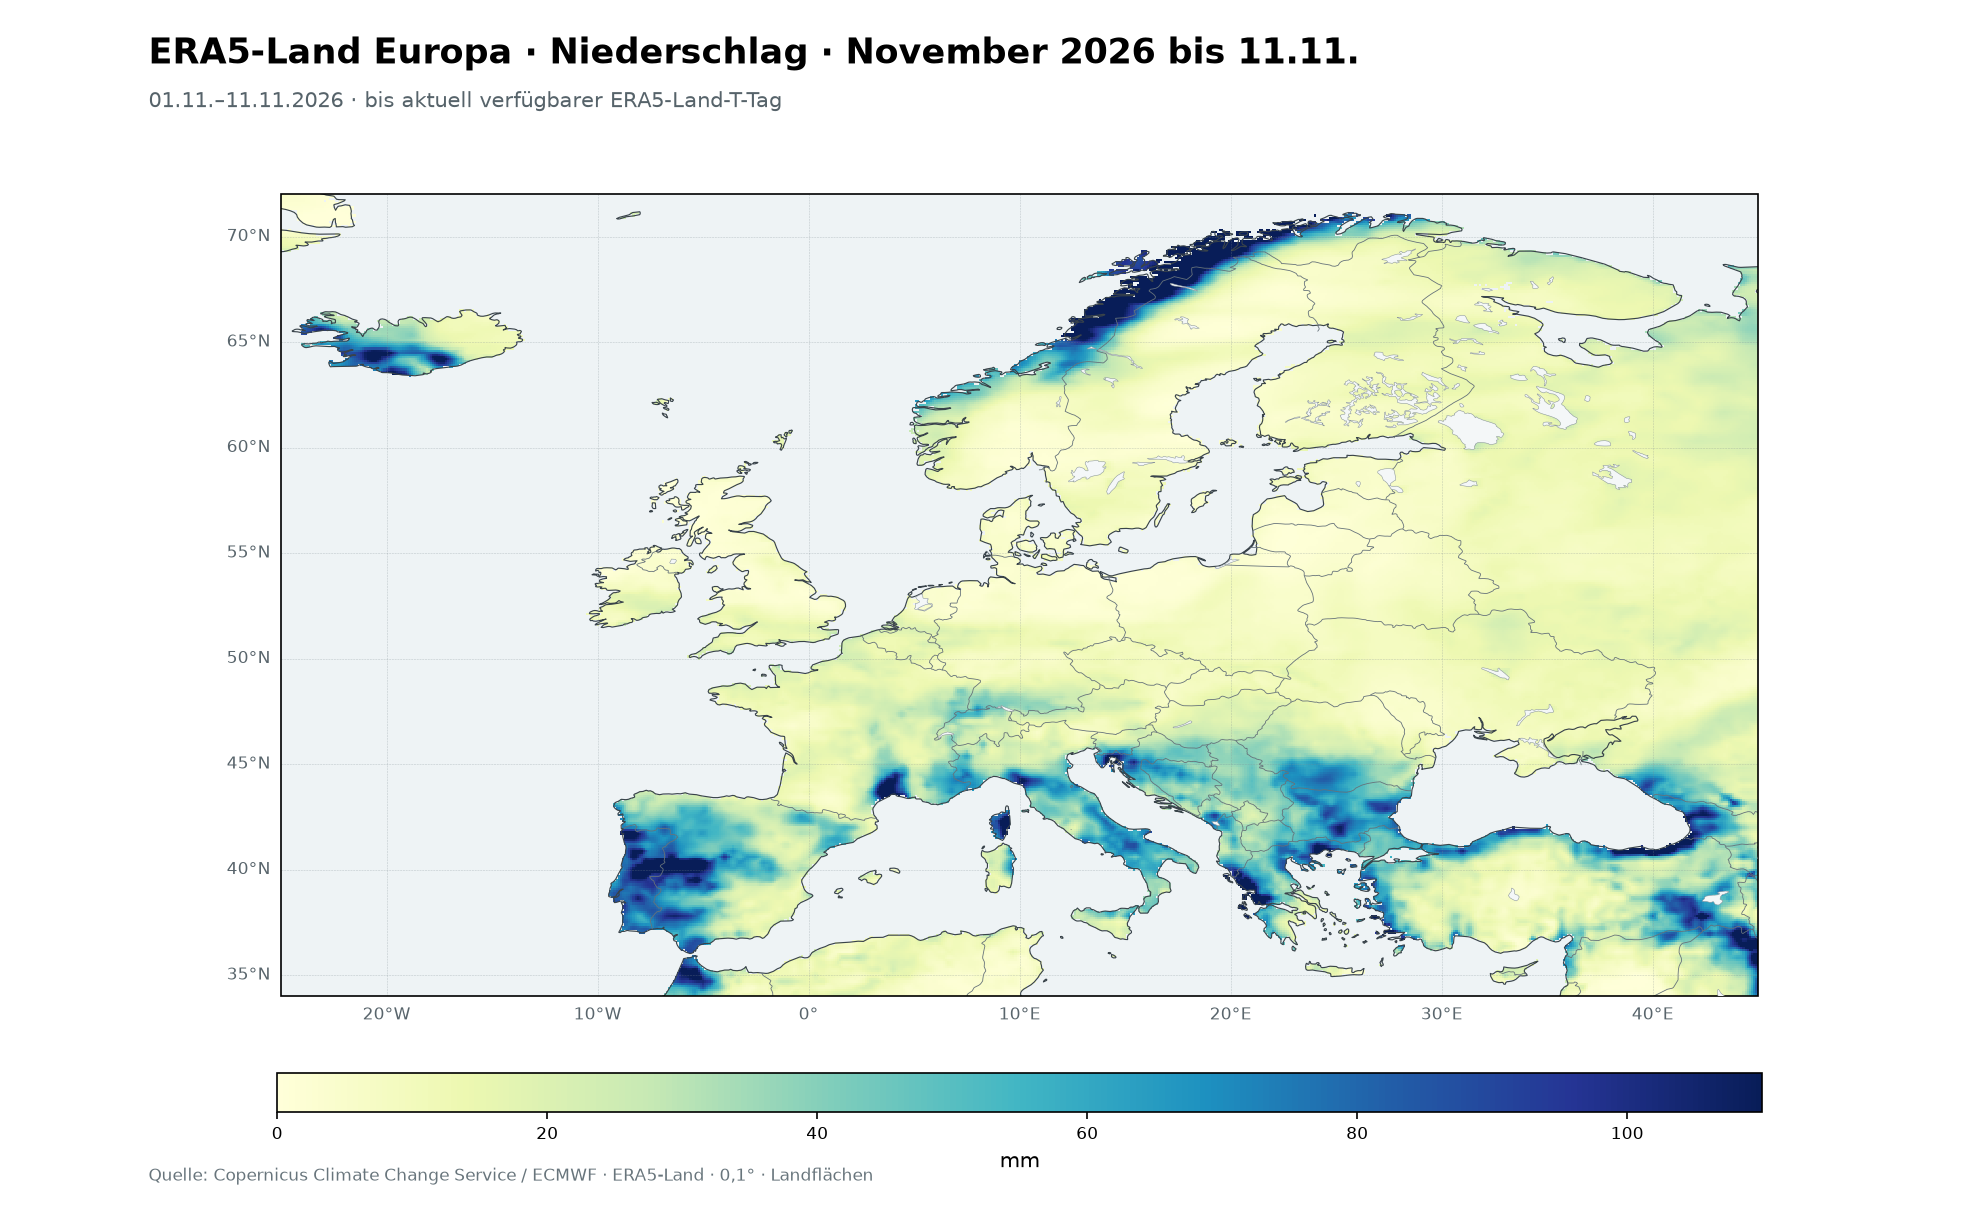 ERA5-Land Europa · Niederschlag · November 2026 bis 11.11.
01.11.–11.11.2026 · bis aktuell verfügbarer ERA5-Land-T-Tag
70°N
65°N
60°N
55°N
50°N
45°N
40°N
35°N
20°W 10°W 0° 10°E 20°E 30°E 40°E
0 20 40 60 80 100
mm
Quelle: Copernicus Climate Change Service / ECMWF · ERA5-Land · 0,1° · Landflächen